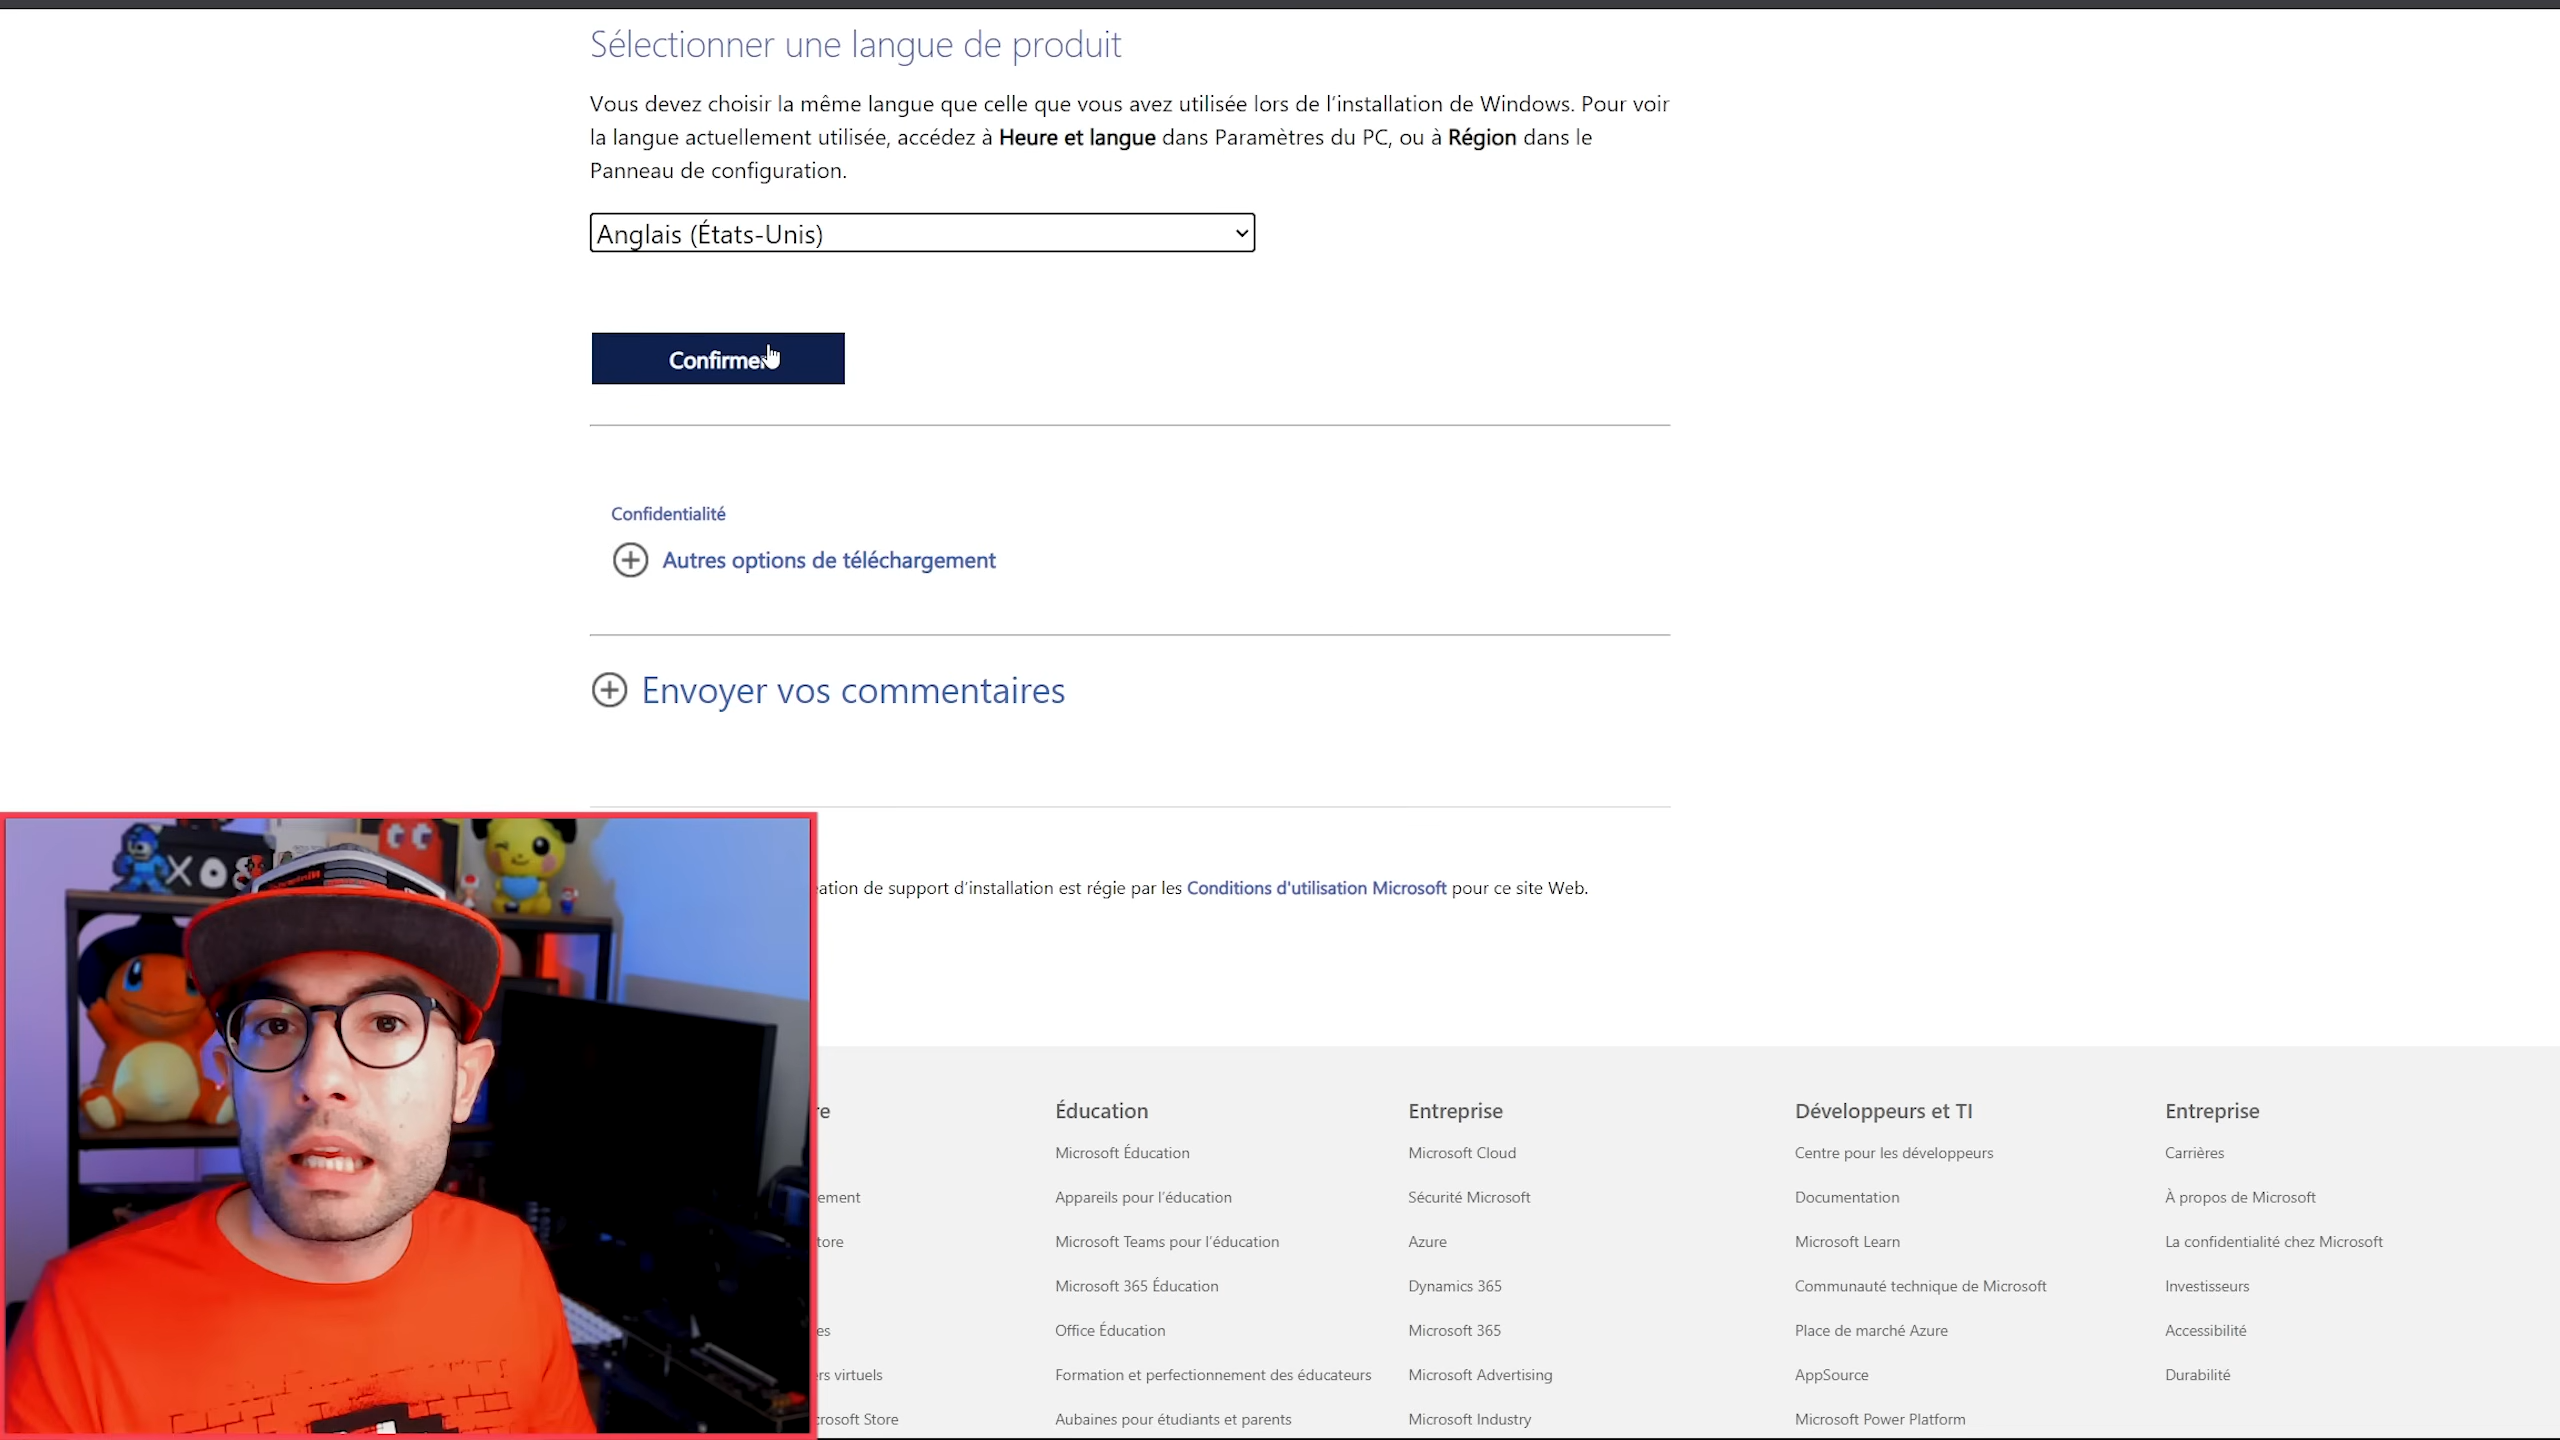 Sélectionner une langue de produit
Vous devez choisir la même langue que celle que vous avez utilisée lors de l'installation de Windows. Pour voir
la langue actuellement utilisée, accédez à Heure et langue dans Paramètres du PC, ou à Région dans le
Panneau de configuration.
Anglais (États-Unis)
Confirmer
Confidentialité
Autres options de téléchargement
Envoyer vos commentaires
ation de support d'installation est régie par les Conditions d'utilisation Microsoft pour ce site Web.
re Éducation Entreprise Développeurs et TI Entreprise
Microsoft Éducation Microsoft Cloud Centre pour les développeurs Carrières
ement Appareils pour l'éducation Sécurité Microsoft Documentation À propos de Microsoft
tore Microsoft Teams pour l'éducation Azure Microsoft Learn La confidentialité chez Microsoft
Microsoft 365 Éducation Dynamics 365 Communauté technique de Microsoft Investisseurs
es Office Éducation Microsoft 365 Place de marché Azure Accessibilité
rs virtuels Formation et perfectionnement des éducateurs Microsoft Advertising AppSource Durabilité
crosoft Store Aubaines pour étudiants et parents Microsoft Industry Microsoft Power Platform